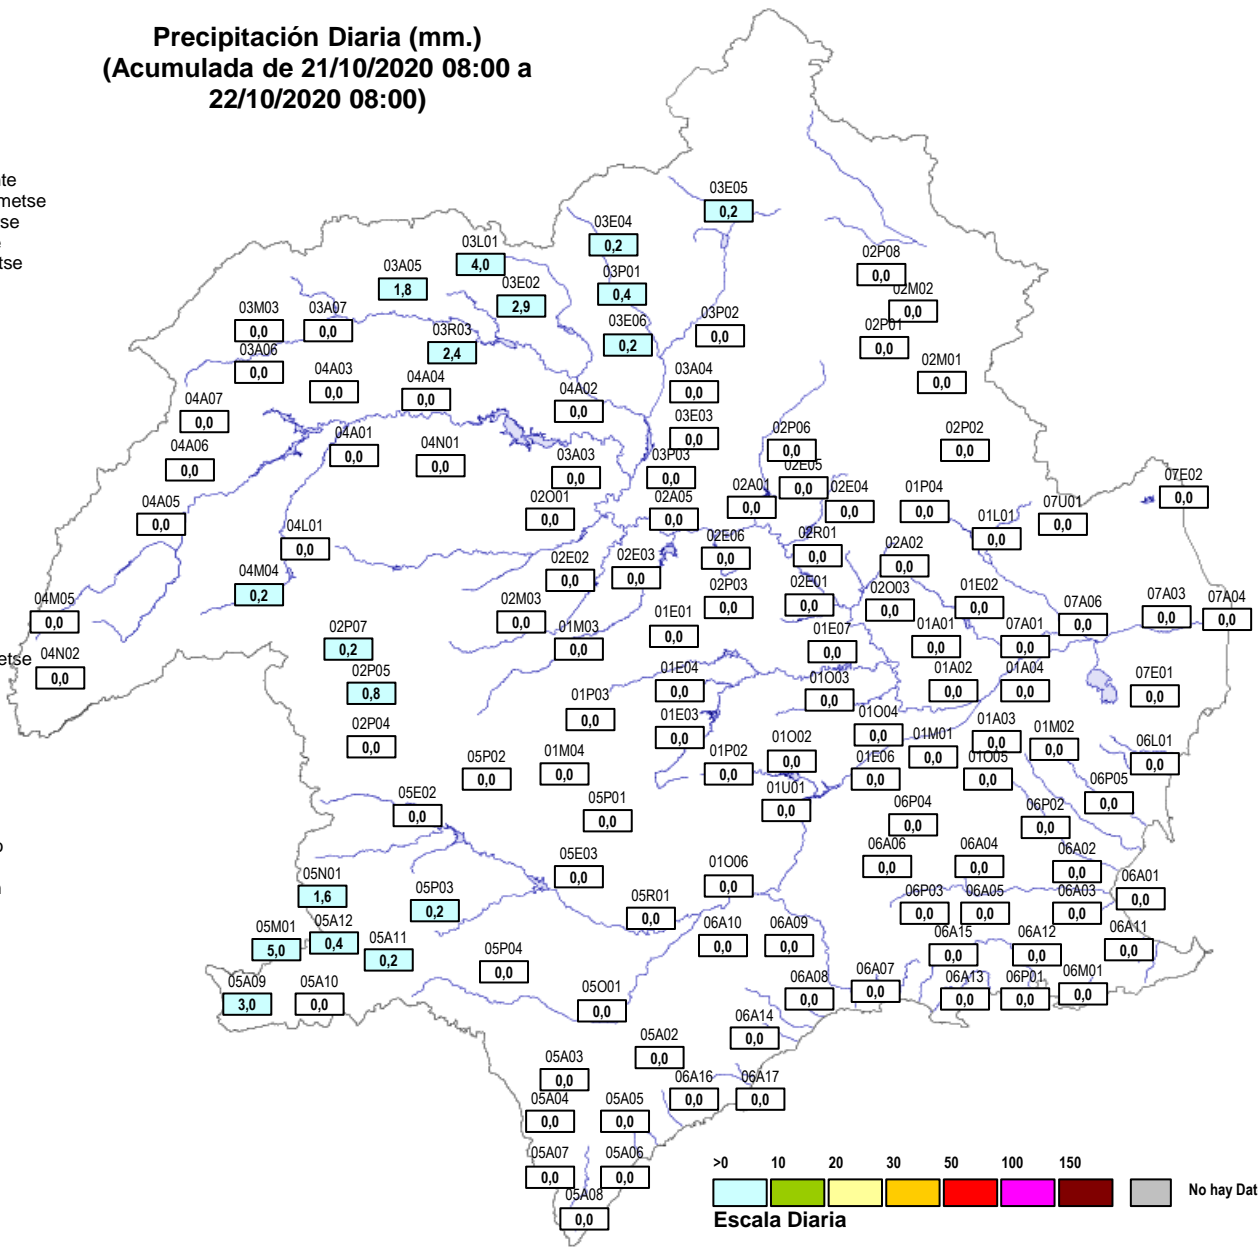 Precipitación Diaria (mm.)
(Acumulada de 21/10/2020 08:00 a
22/10/2020 08:00)
te
metse
se
e
tse
etse
o
n
03E05
0,2
03E04
0,2
03L01
4,0
03A05
1,8
03E02
2,9
03P01
0,4
02P08
0,0
02M02
0,0
03M03
0,0
03A07
0,0
03R03
2,4
03E06
0,2
03P02
0,0
02P01
0,0
03A06
0,0
04A03
0,0
04A04
0,0
04A02
0,0
03A04
0,0
02M01
0,0
04A07
0,0
03E03
0,0
04A01
0,0
04N01
0,0
02P06
0,0
02P02
0,0
04A06
0,0
03A03
0,0
03P03
0,0
02E05
0,0
07E02
0,0
04A05
0,0
02O01
0,0
02A05
0,0
02A01
0,0
02E04
0,0
01P04
0,0
07U01
0,0
01L01
0,0
04L01
0,0
02E06
0,0
02R01
0,0
02A02
0,0
04M04
0,2
02E02
0,0
02E03
0,0
04M05
0,0
02M03
0,0
02P03
0,0
02E01
0,0
02O03
0,0
01E02
0,0
07A06
0,0
07A03
0,0
07A04
0,0
02P07
0,2
01M03
0,0
01E01
0,0
01E07
0,0
01A01
0,0
07A01
0,0
04N02
0,0
02P05
0,8
01E04
0,0
01O03
0,0
01A02
0,0
01A04
0,0
07E01
0,0
02P04
0,0
01P03
0,0
01E03
0,0
01O04
0,0
01A03
0,0
01M02
0,0
05P02
0,0
01M04
0,0
01P02
0,0
01O02
0,0
01M01
0,0
01E06
0,0
01O05
0,0
06L01
0,0
05E02
0,0
05P01
0,0
01U01
0,0
06P04
0,0
06P02
0,0
06P05
0,0
05E03
0,0
01O06
0,0
06A06
0,0
06A04
0,0
06A02
0,0
05N01
1,6
05P03
0,2
05R01
0,0
06P03
0,0
06A05
0,0
06A03
0,0
06A01
0,0
05M01
5,0
05A12
0,4
05A11
0,2
06A10
0,0
06A09
0,0
06A15
0,0
06A12
0,0
06A11
0,0
05A09
3,0
05A10
0,0
05P04
0,0
05O01
0,0
06A08
0,0
06A07
0,0
06A13
0,0
06P01
0,0
06M01
0,0
05A02
0,0
06A14
0,0
05A03
0,0
06A16
0,0
06A17
0,0
05A04
0,0
05A05
0,0
05A07
0,0
05A06
0,0
05A08
0,0
>0 10 20 30 50 100 150
No hay Dat
Escala Diaria